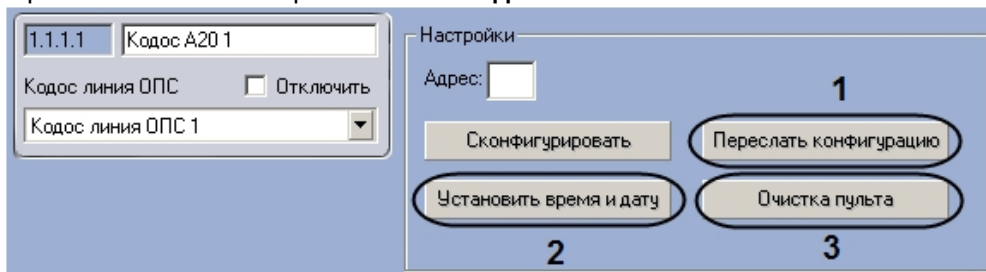 1.1.1.1 Кодос А20 1
Кодос линия ОПС Отключить
Кодос линия ОПС 1
Настройки
Адрес:
1
Сконфигурировать Переслать конфигурацию
Установить время и дату Очистка пульта
2 3